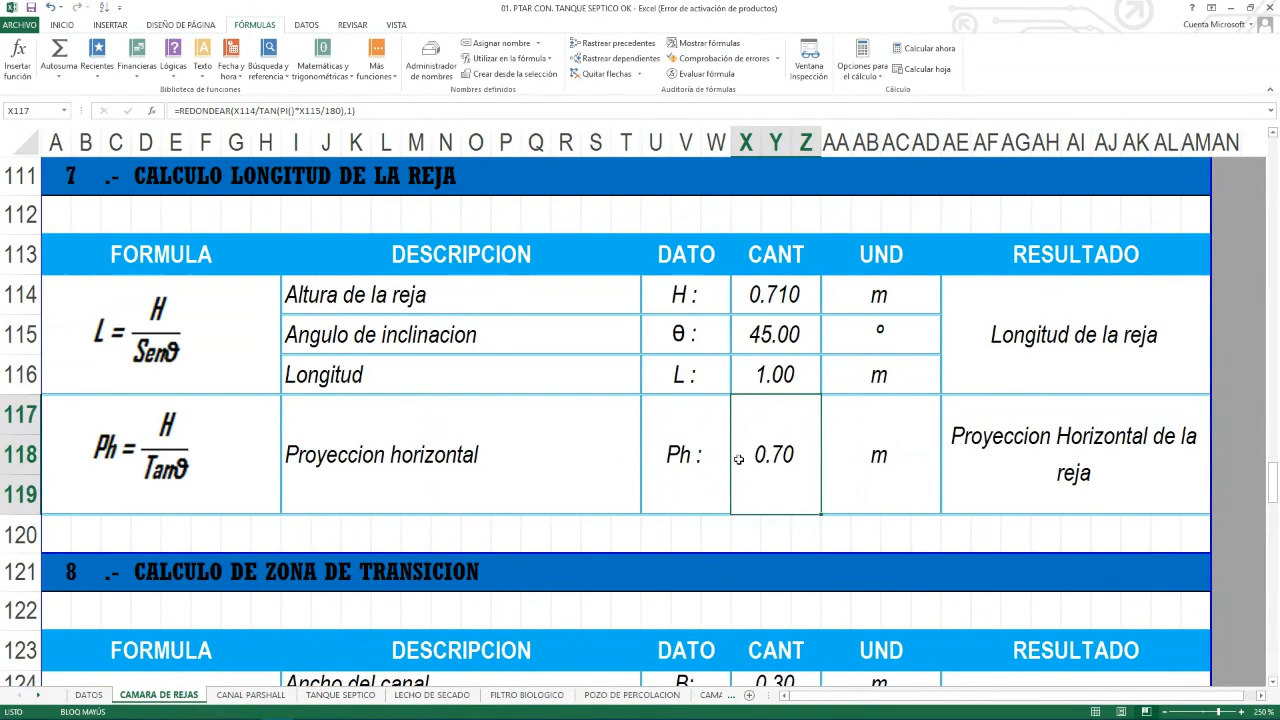 01. PTAR CON. TANQUE SEPTICO OK - Excel (Error de activación de productos)
ARCHIVO INICIO INSERTAR DISEÑO DE PÁGINA FÓRMULAS DATOS REVISAR VISTA Cuenta Microsoft
Insertar función
Autosuma
Recientes
Financieras
Lógicas
Texto
Fecha y hora
Búsqueda y referencia
Matemáticas y trigonométricas
Más funciones
Biblioteca de funciones
Administrador de nombres
Asignar nombre
Utilizar en la fórmula
Crear desde la selección
Nombres definidos
Rastrear precedentes
Rastrear dependientes
Quitar flechas
Mostrar fórmulas
Comprobación de errores
Evaluar fórmula
Auditoría de fórmulas
Ventana Inspección
Opciones para el cálculo
Calcular ahora
Calcular hoja
Cálculo
X117 fx =REDONDEAR(X114/TAN(PI()*X115/180),1)
A B C D E F G H I J K L M N O P Q R S T U V W X Y Z AA AB AC AD AE AF AG AH AI AJ AK AL AM AN
111 7 .- CALCULO LONGITUD DE LA REJA
112
113 FORMULA DESCRIPCION DATO CANT UND RESULTADO
114 Altura de la reja H : 0.710 m
L = H / Senθ
115 Angulo de inclinacion θ : 45.00 º Longitud de la reja
116 Longitud L : 1.00 m
117
Ph = H / Tanθ
118 Proyeccion horizontal Ph : 0.70 m Proyeccion Horizontal de la reja
119
120
121 8 .- CALCULO DE ZONA DE TRANSICION
122
123 FORMULA DESCRIPCION DATO CANT UND RESULTADO
124 Ancho del canal B: 0.30 m
DATOS CAMARA DE REJAS CANAL PARSHALL TANQUE SEPTICO LECHO DE SECADO FILTRO BIOLOGICO POZO DE PERCOLACION CAMA ...
LISTO BLOQ MAYÚS 250 %